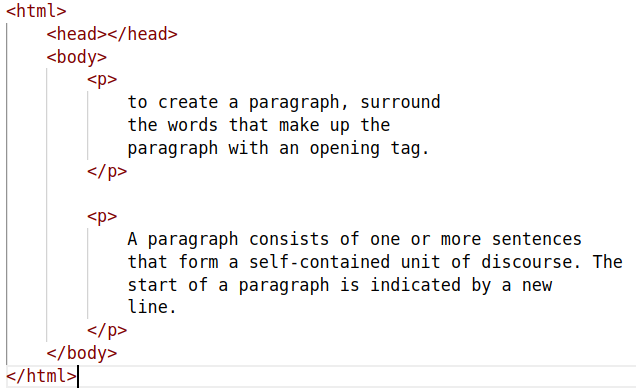 <html>
<head></head>
<body>
<p>
to create a paragraph, surround
the words that make up the
paragraph with an opening tag.
</p>
<p>
A paragraph consists of one or more sentences
that form a self-contained unit of discourse. The
start of a paragraph is indicated by a new
line.
</p>
</body>
</html>